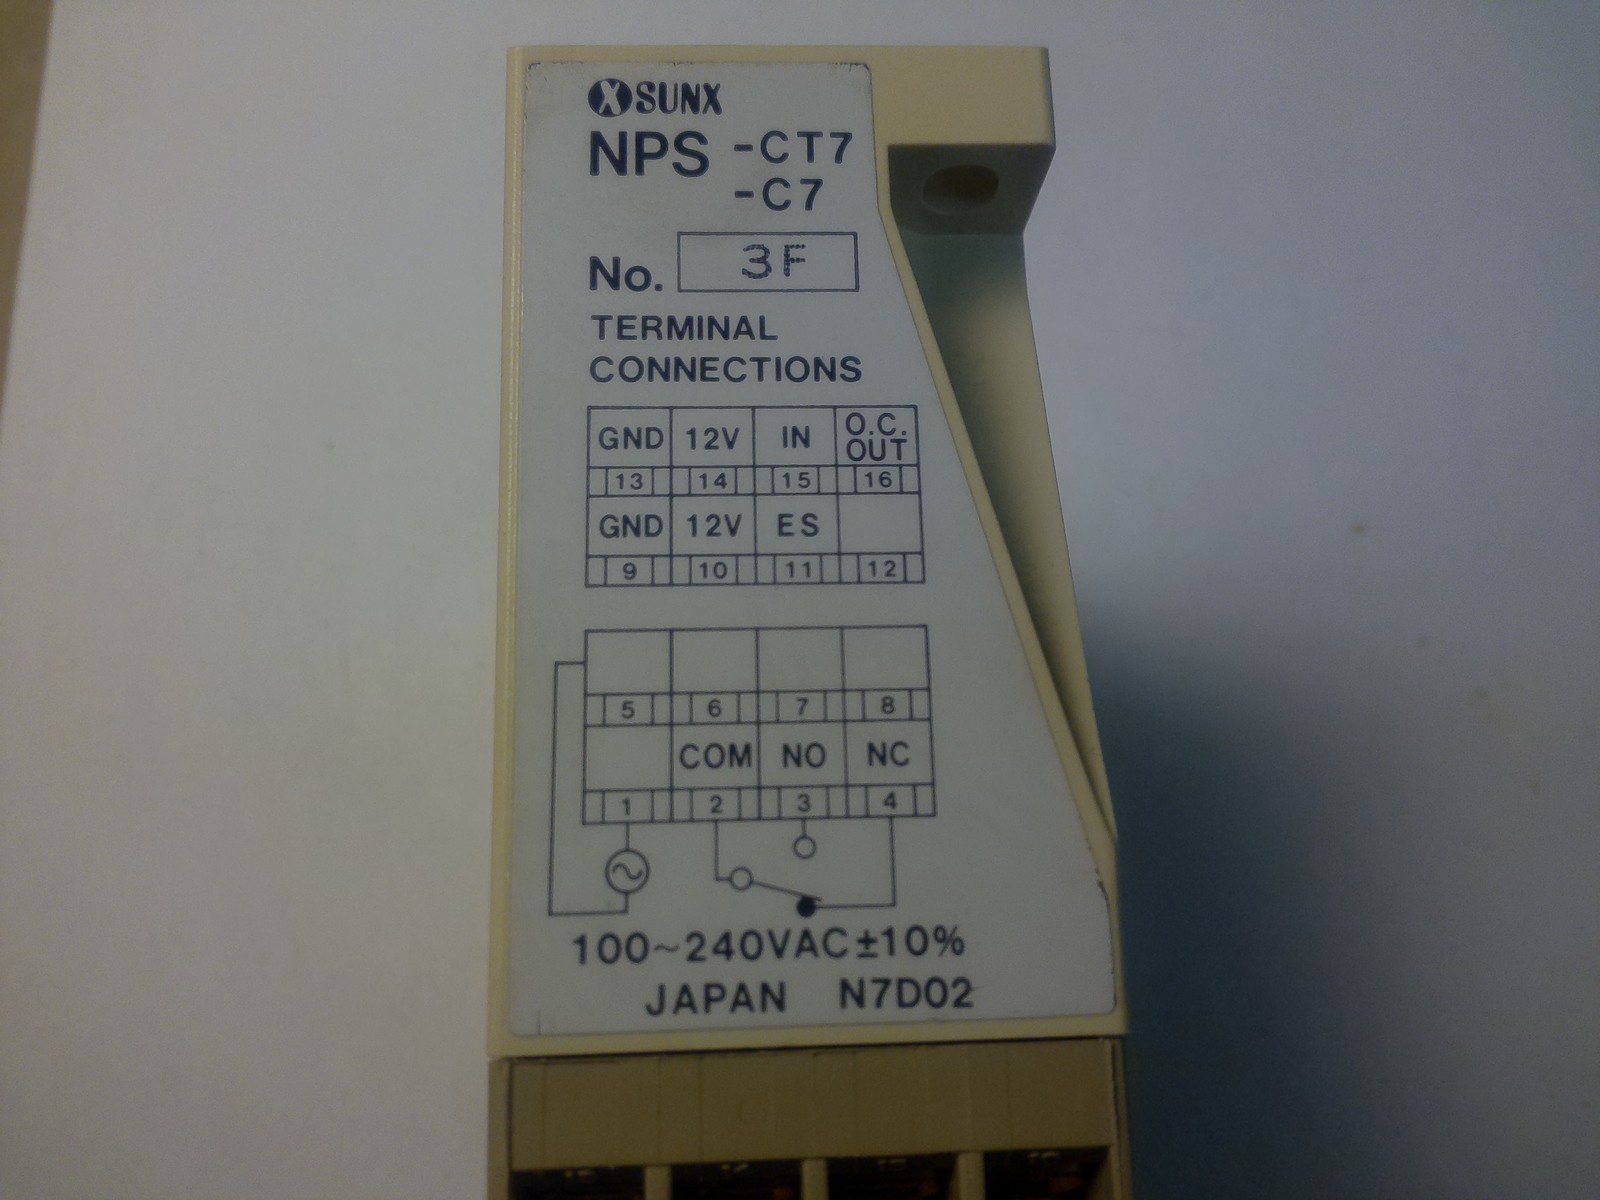 SUNX
NPS -CT7
-C7
No. 3F
TERMINAL
CONNECTIONS
GND 12V IN O.C. OUT
13 14 15 16
GND 12V ES
9 10 11 12
5 6 7 8
COM NO NC
1 2 3 4
100~240VAC±10%
JAPAN N7D02